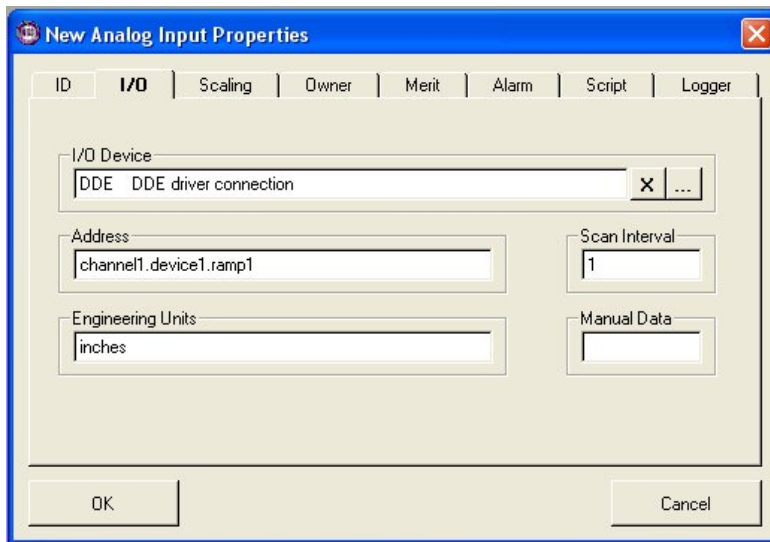 New Analog Input Properties
ID I/O Scaling Owner Merit Alarm Script Logger
I/O Device
DDE DDE driver connection
x ...
Address
channel1.device1.ramp1
Scan Interval
1
Engineering Units
inches
Manual Data
OK
Cancel